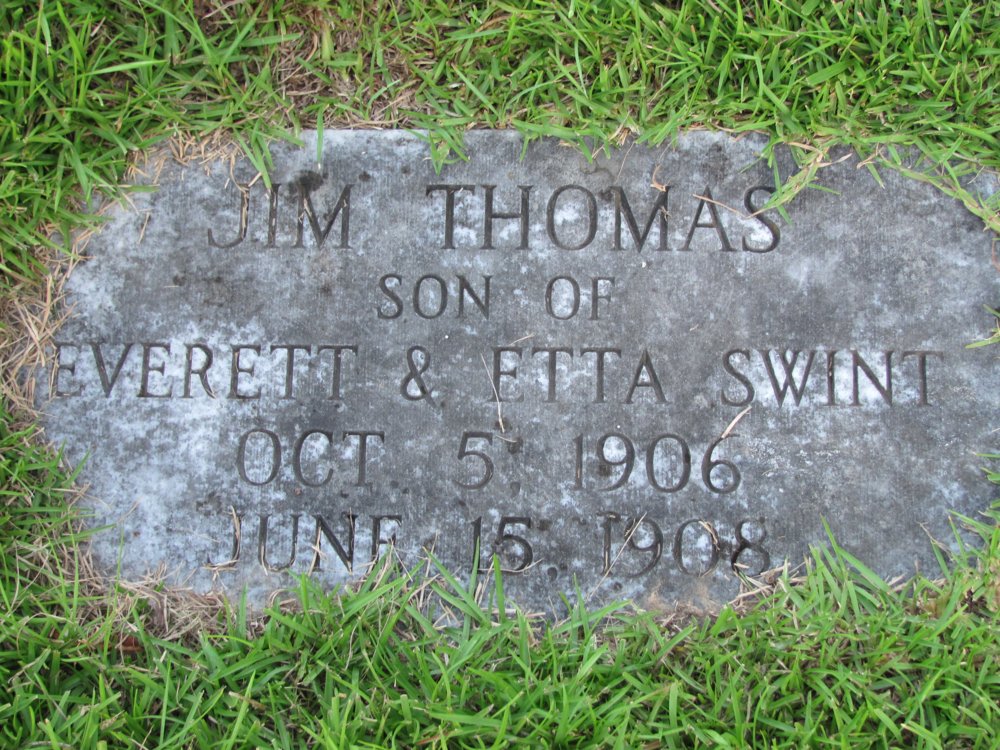 JIM THOMAS
SON OF
EVERETT & ETTA SWINT
OCT. 5, 1906
JUNE 15, 1908